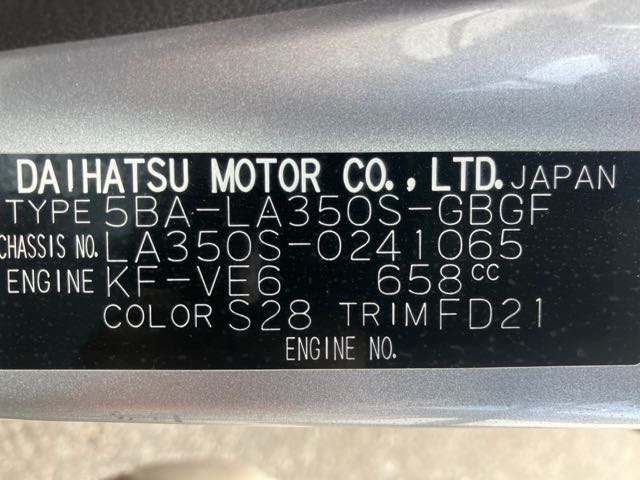 DAIHATSU MOTOR CO., LTD. JAPAN
TYPE 5BA-LA350S-GBGF
CHASSIS NO. LA350S-0241065
ENGINE KF-VE6 658CC
COLOR S28 TRIM FD21
ENGINE NO.